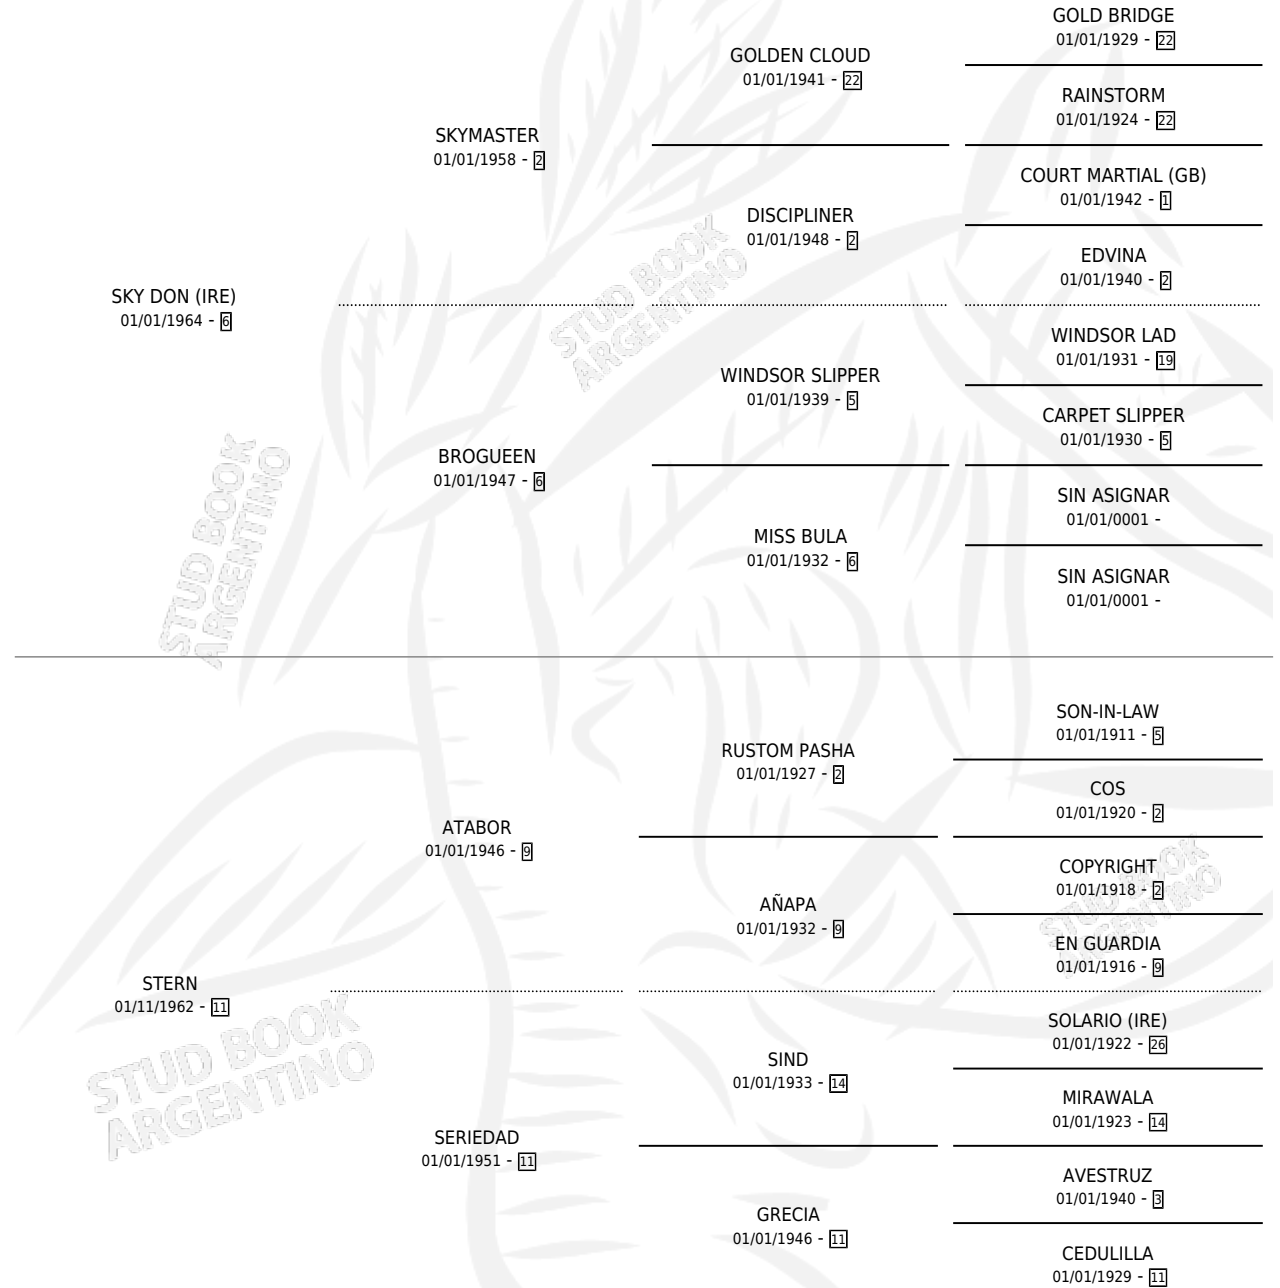 GOLD BRIDGE
01/01/1929 - 22
GOLDEN CLOUD
01/01/1941 - 22
RAINSTORM
01/01/1924 - 22
SKYMASTER
01/01/1958 - 2
COURT MARTIAL (GB)
01/01/1942 - 1
DISCIPLINER
01/01/1948 - 2
EDVINA
01/01/1940 - 2
SKY DON (IRE)
01/01/1964 - 6
WINDSOR LAD
01/01/1931 - 19
WINDSOR SLIPPER
01/01/1939 - 5
CARPET SLIPPER
01/01/1930 - 5
BROGUEEN
01/01/1947 - 6
SIN ASIGNAR
01/01/0001 -
MISS BULA
01/01/1932 - 6
SIN ASIGNAR
01/01/0001 -
SON-IN-LAW
01/01/1911 - 5
RUSTOM PASHA
01/01/1927 - 2
COS
01/01/1920 - 2
ATABOR
01/01/1946 - 9
COPYRIGHT
01/01/1918 - 2
AÑAPA
01/01/1932 - 9
EN GUARDIA
01/01/1916 - 9
STERN
01/11/1962 - 11
SOLARIO (IRE)
01/01/1922 - 26
SIND
01/01/1933 - 14
MIRAWALA
01/01/1923 - 14
SERIEDAD
01/01/1951 - 11
AVESTRUZ
01/01/1940 - 3
GRECIA
01/01/1946 - 11
CEDULILLA
01/01/1929 - 11
STUD BOOK
ARGENTINO
STUD BOOK
ARGENTINO
STUD BOOK
ARGENTINO
STUD BOOK
ARGENTINO